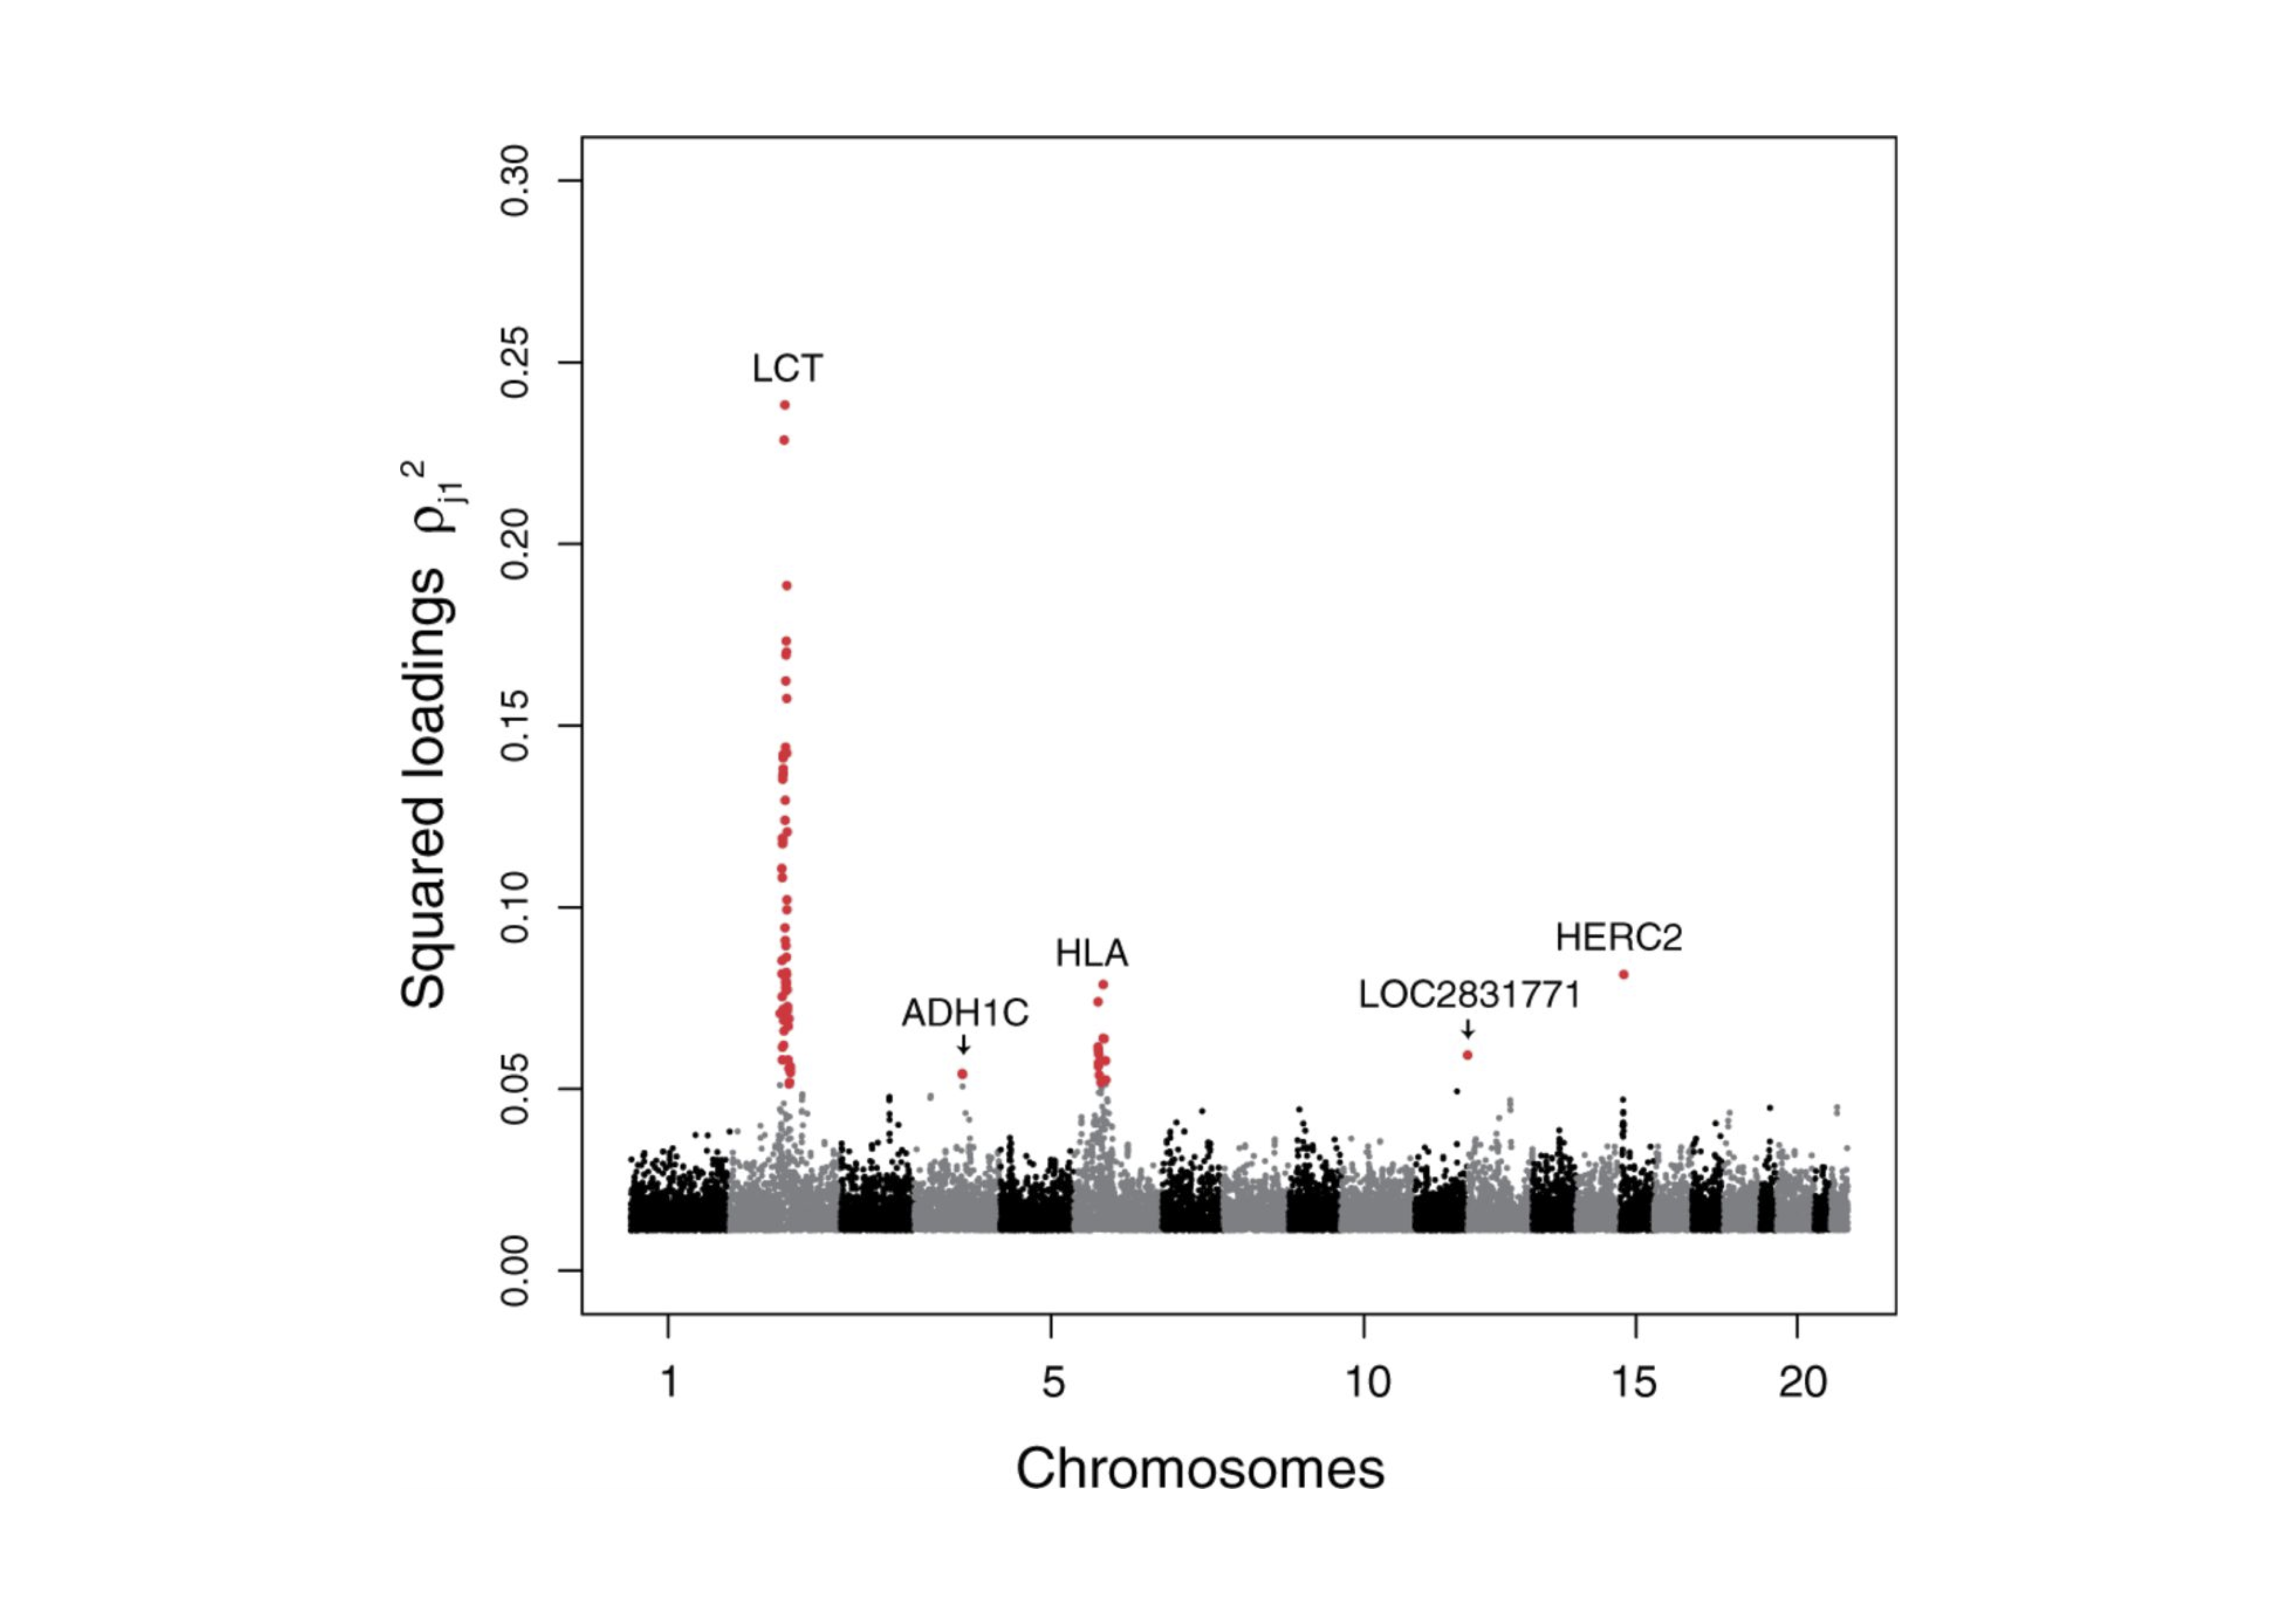 0.30
0.25
0.20
0.15
0.10
0.05
0.00
Squared loadings ρj1²
LCT
HERC2
HLA
LOC2831771
ADH1C
1 5 10 15 20
Chromosomes